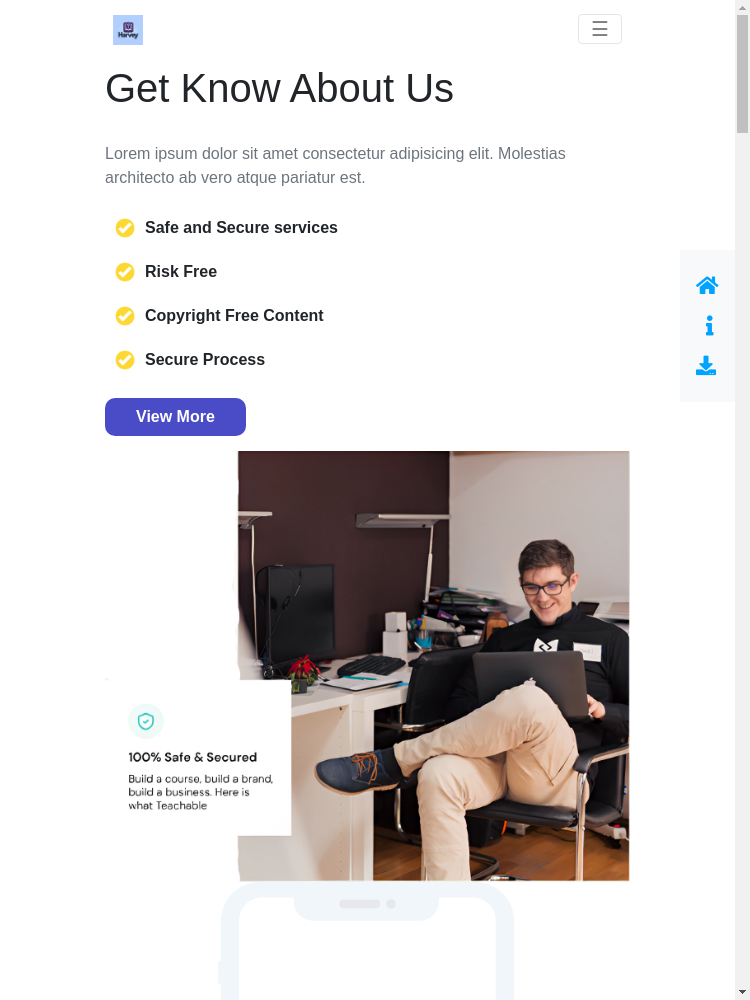 Harvey
Get Know About Us
Lorem ipsum dolor sit amet consectetur adipisicing elit. Molestias
architecto ab vero atque pariatur est.
Safe and Secure services
Risk Free
Copyright Free Content
Secure Process
View More
100% Safe & Secured
Build a course, build a brand,
build a business. Here is
what Teachable